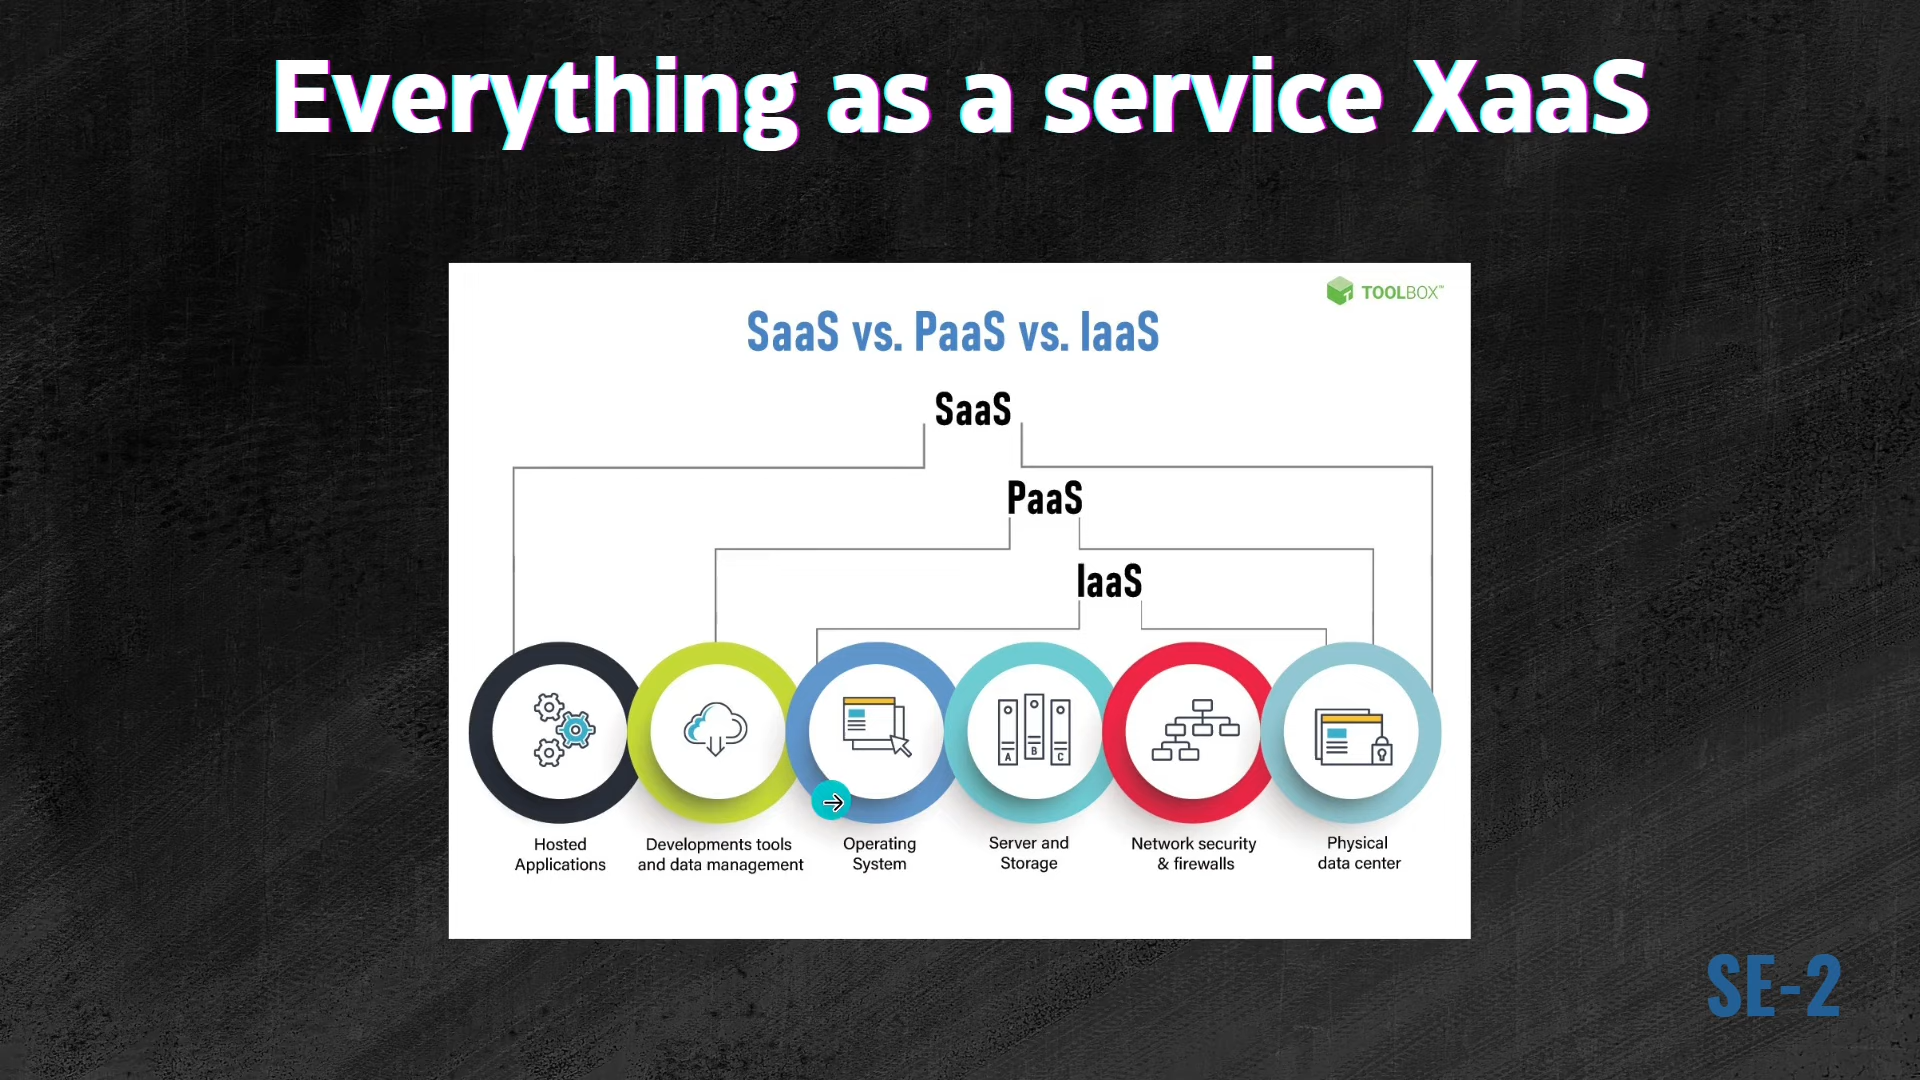 Everything as a service XaaS
TOOLBOX™
SaaS vs. PaaS vs. IaaS
SaaS
PaaS
IaaS
A B C
Hosted
Applications
Developments tools
and data management
Operating
System
Server and
Storage
Network security
& firewalls
Physical
data center
SE-2